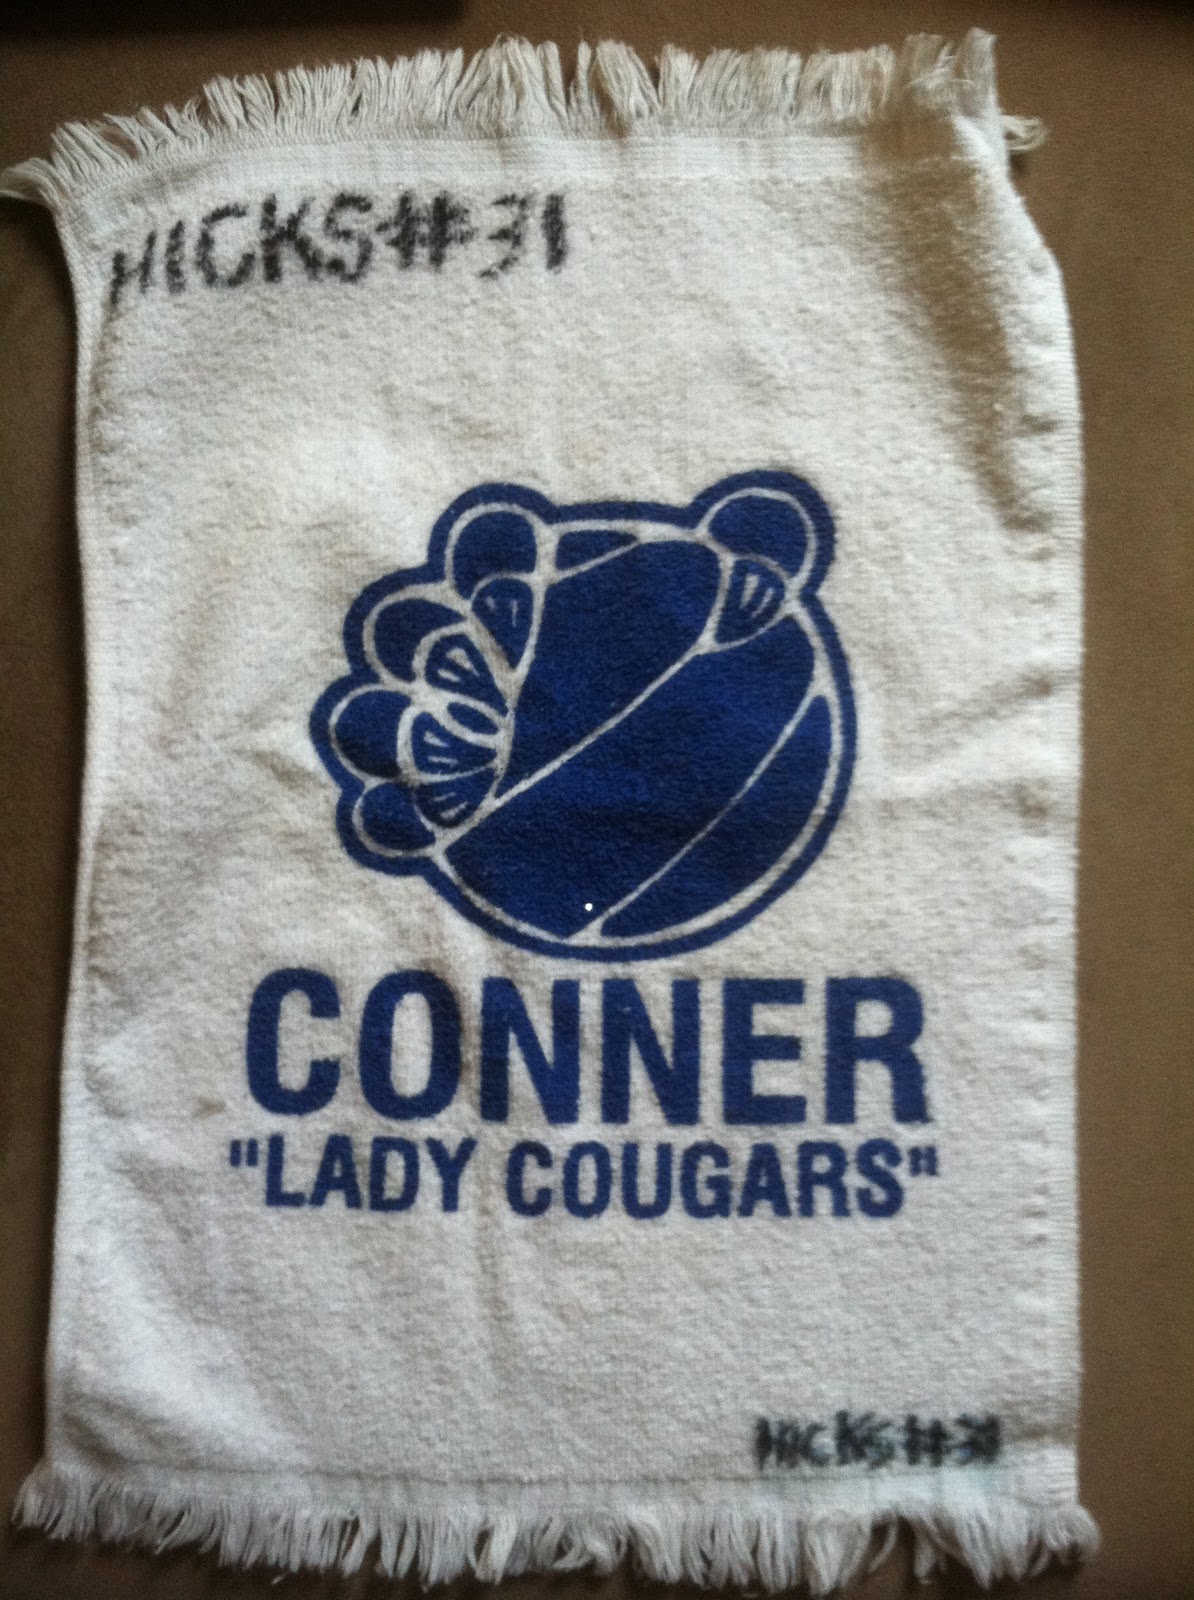 HICKS #31
CONNER
"LADY COUGARS"
HICKS #31